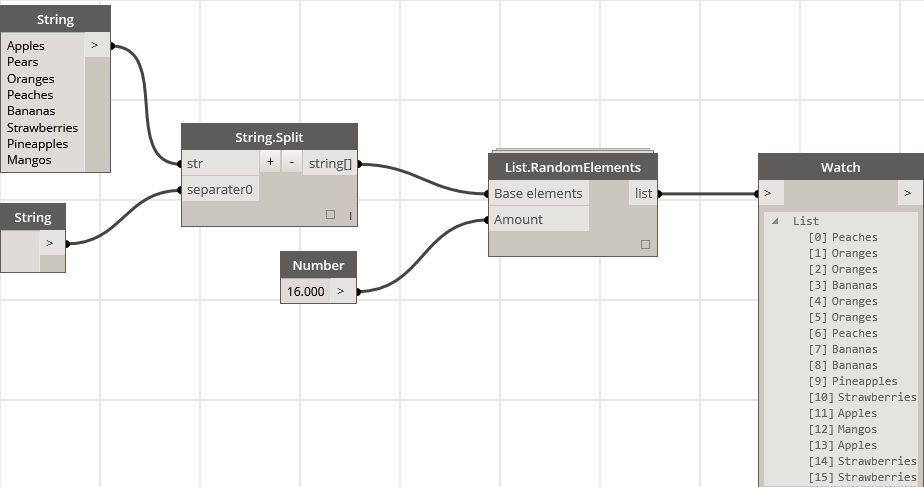 String
Apples >
Pears
Oranges
Peaches
Bananas
Strawberries
Pineapples
Mangos
String
>
String.Split
str + - string[]
separater0
Number
16.000 >
List.RandomElements
Base elements list
Amount
Watch
> >
List
[0] Peaches
[1] Oranges
[2] Oranges
[3] Bananas
[4] Oranges
[5] Oranges
[6] Peaches
[7] Bananas
[8] Bananas
[9] Pineapples
[10] Strawberries
[11] Apples
[12] Mangos
[13] Apples
[14] Strawberries
[15] Strawberries